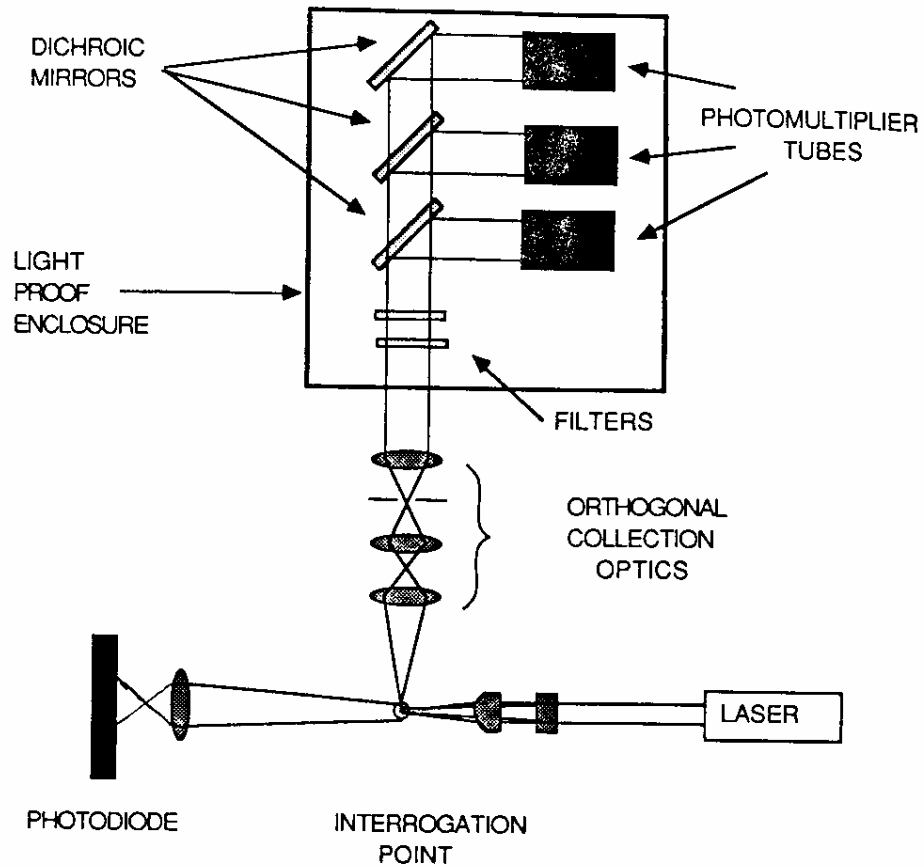 DICHROIC
MIRRORS
PHOTOMULTIPLIER
TUBES
LIGHT
PROOF
ENCLOSURE
FILTERS
ORTHOGONAL
COLLECTION
OPTICS
LASER
PHOTODIODE
INTERROGATION
POINT